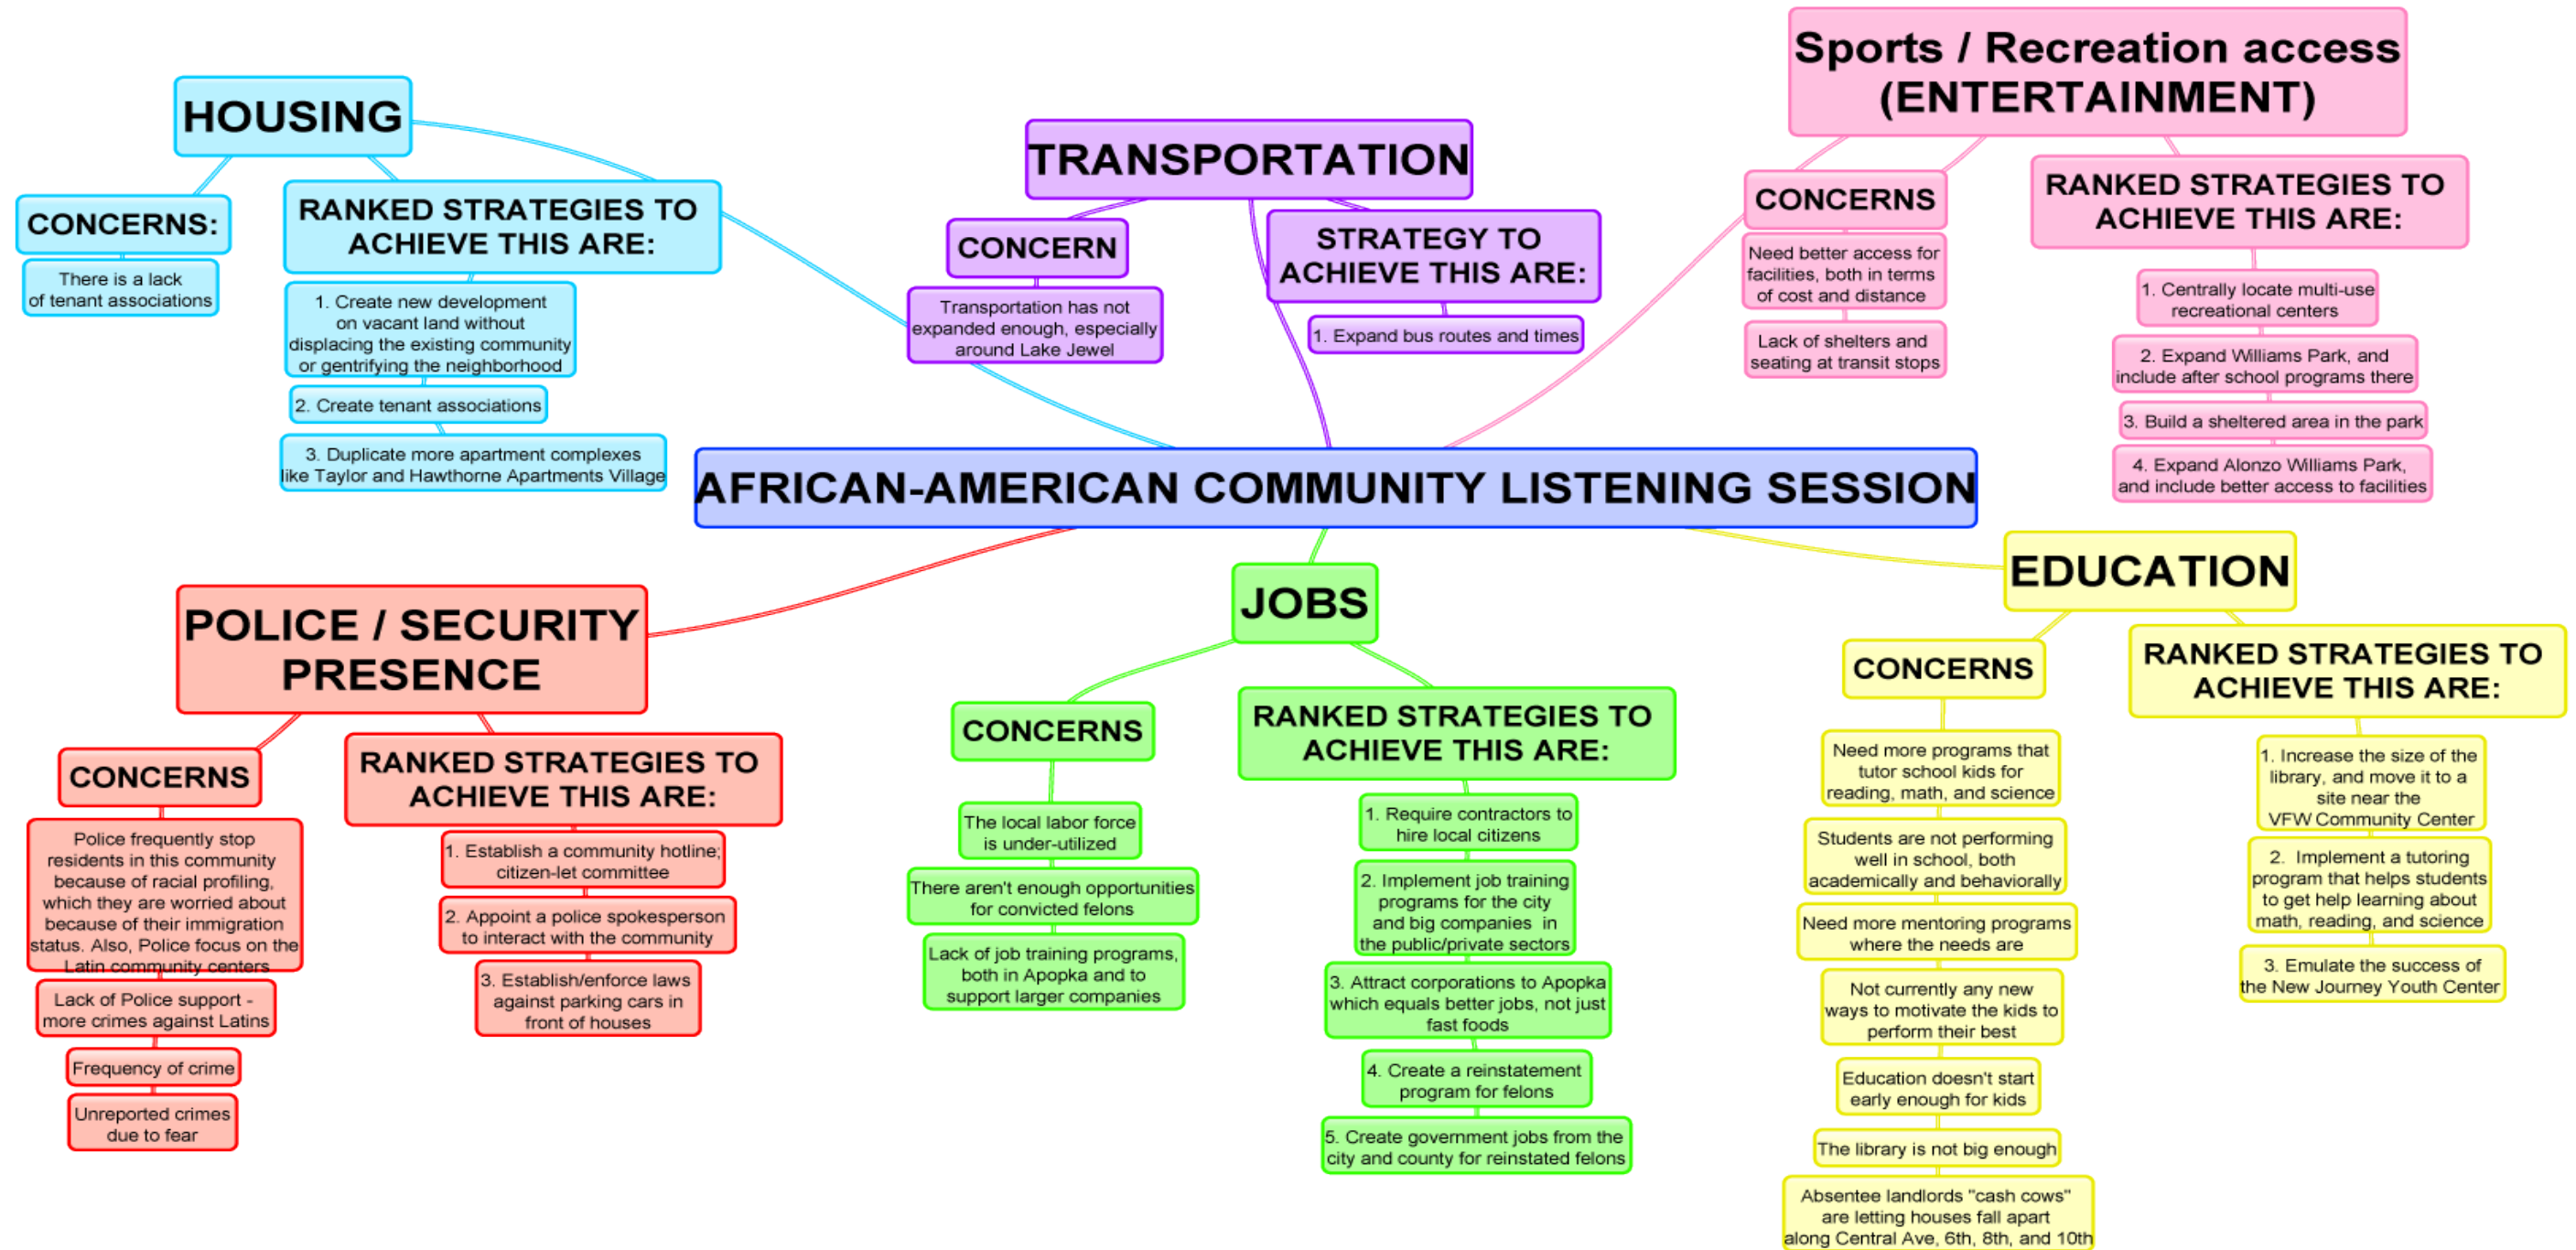 HOUSING
CONCERNS:
There is a lack
of tenant associations
RANKED STRATEGIES TO
ACHIEVE THIS ARE:
1. Create new development
on vacant land without
displacing the existing community
or gentrifying the neighborhood
2. Create tenant associations
3. Duplicate more apartment complexes
like Taylor and Hawthorne Apartments Village
TRANSPORTATION
CONCERN
Transportation has not
expanded enough, especially
around Lake Jewel
STRATEGY TO
ACHIEVE THIS ARE:
1. Expand bus routes and times
Sports / Recreation access
(ENTERTAINMENT)
CONCERNS
Need better access for
facilities, both in terms
of cost and distance
Lack of shelters and
seating at transit stops
RANKED STRATEGIES TO
ACHIEVE THIS ARE:
1. Centrally locate multi-use
recreational centers
2. Expand Williams Park, and
include after school programs there
3. Build a sheltered area in the park
4. Expand Alonzo Williams Park,
and include better access to facilities
AFRICAN-AMERICAN COMMUNITY LISTENING SESSION
POLICE / SECURITY
PRESENCE
CONCERNS
Police frequently stop
residents in this community
because of racial profiling,
which they are worried about
because of their immigration
status. Also, Police focus on the
Latin community centers
Lack of Police support -
more crimes against Latins
Frequency of crime
Unreported crimes
due to fear
RANKED STRATEGIES TO
ACHIEVE THIS ARE:
1. Establish a community hotline;
citizen-let committee
2. Appoint a police spokesperson
to interact with the community
3. Establish/enforce laws
against parking cars in
front of houses
JOBS
CONCERNS
The local labor force
is under-utilized
There aren't enough opportunities
for convicted felons
Lack of job training programs,
both in Apopka and to
support larger companies
RANKED STRATEGIES TO
ACHIEVE THIS ARE:
1. Require contractors to
hire local citizens
2. Implement job training
programs for the city
and big companies in
the public/private sectors
3. Attract corporations to Apopka
which equals better jobs, not just
fast foods
4. Create a reinstatement
program for felons
5. Create government jobs from the
city and county for reinstated felons
EDUCATION
CONCERNS
Need more programs that
tutor school kids for
reading, math, and science
Students are not performing
well in school, both
academically and behaviorally
Need more mentoring programs
where the needs are
Not currently any new
ways to motivate the kids to
perform their best
Education doesn't start
early enough for kids
The library is not big enough
Absentee landlords "cash cows"
are letting houses fall apart
along Central Ave, 6th, 8th, and 10th
RANKED STRATEGIES TO
ACHIEVE THIS ARE:
1. Increase the size of the
library, and move it to a
site near the
VFW Community Center
2. Implement a tutoring
program that helps students
to get help learning about
math, reading, and science
3. Emulate the success of
the New Journey Youth Center